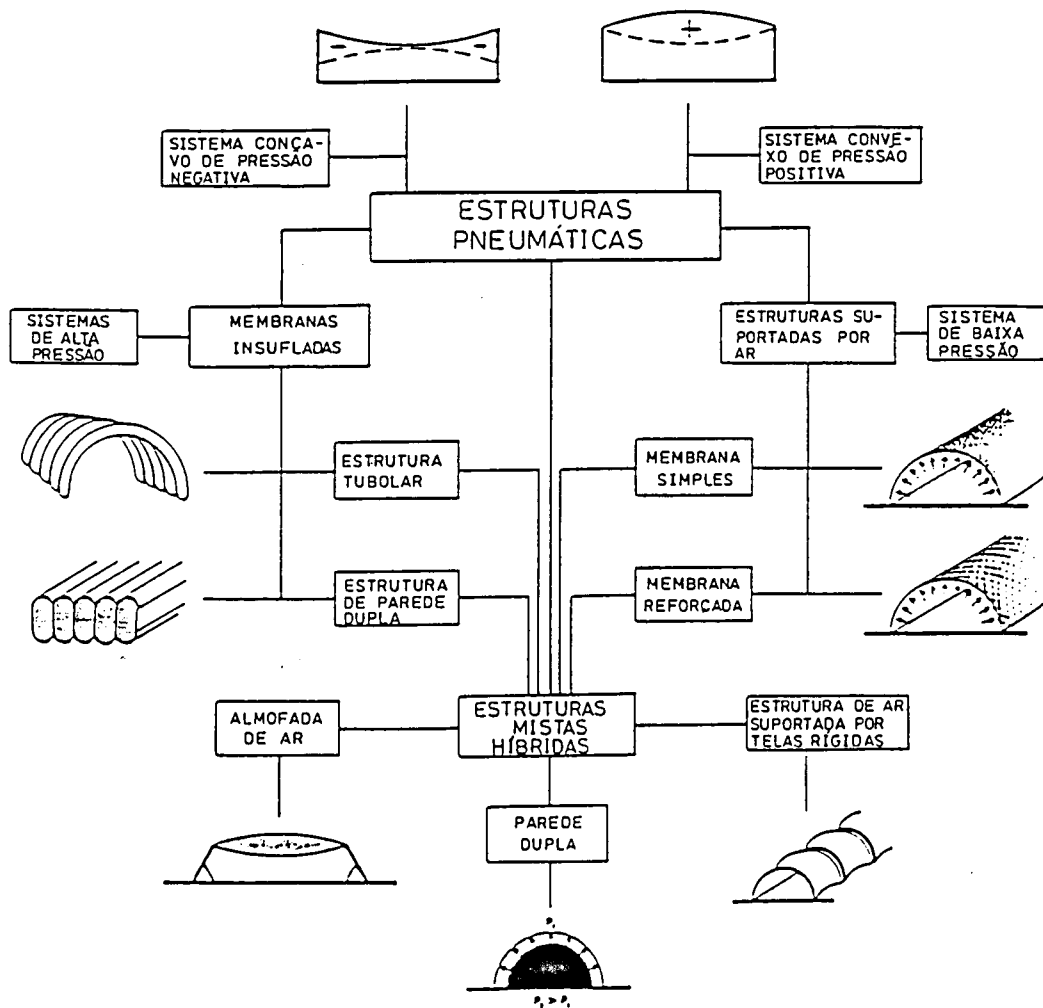 SISTEMA CONÇA-
VO DE PRESSÃO
NEGATIVA
SISTEMA CONVE-
XO DE PRESSÃO
POSITIVA
ESTRUTURAS
PNEUMÁTICAS
SISTEMAS
DE ALTA
PRESSÃO
MEMBRANAS
INSUFLADAS
ESTRUTURAS SU-
PORTADAS POR
AR
SISTEMA
DE BAIXA
PRESSÃO
ESTRUTURA
TUBOLAR
MEMBRANA
SIMPLES
ESTRUTURA
DE PAREDE
DUPLA
MEMBRANA
REFORÇADA
ALMOFADA
DE AR
ESTRUTURAS
MISTAS
HÍBRIDAS
ESTRUTURA DE AR
SUPORTADA POR
TELAS RÍGIDAS
PAREDE
DUPLA